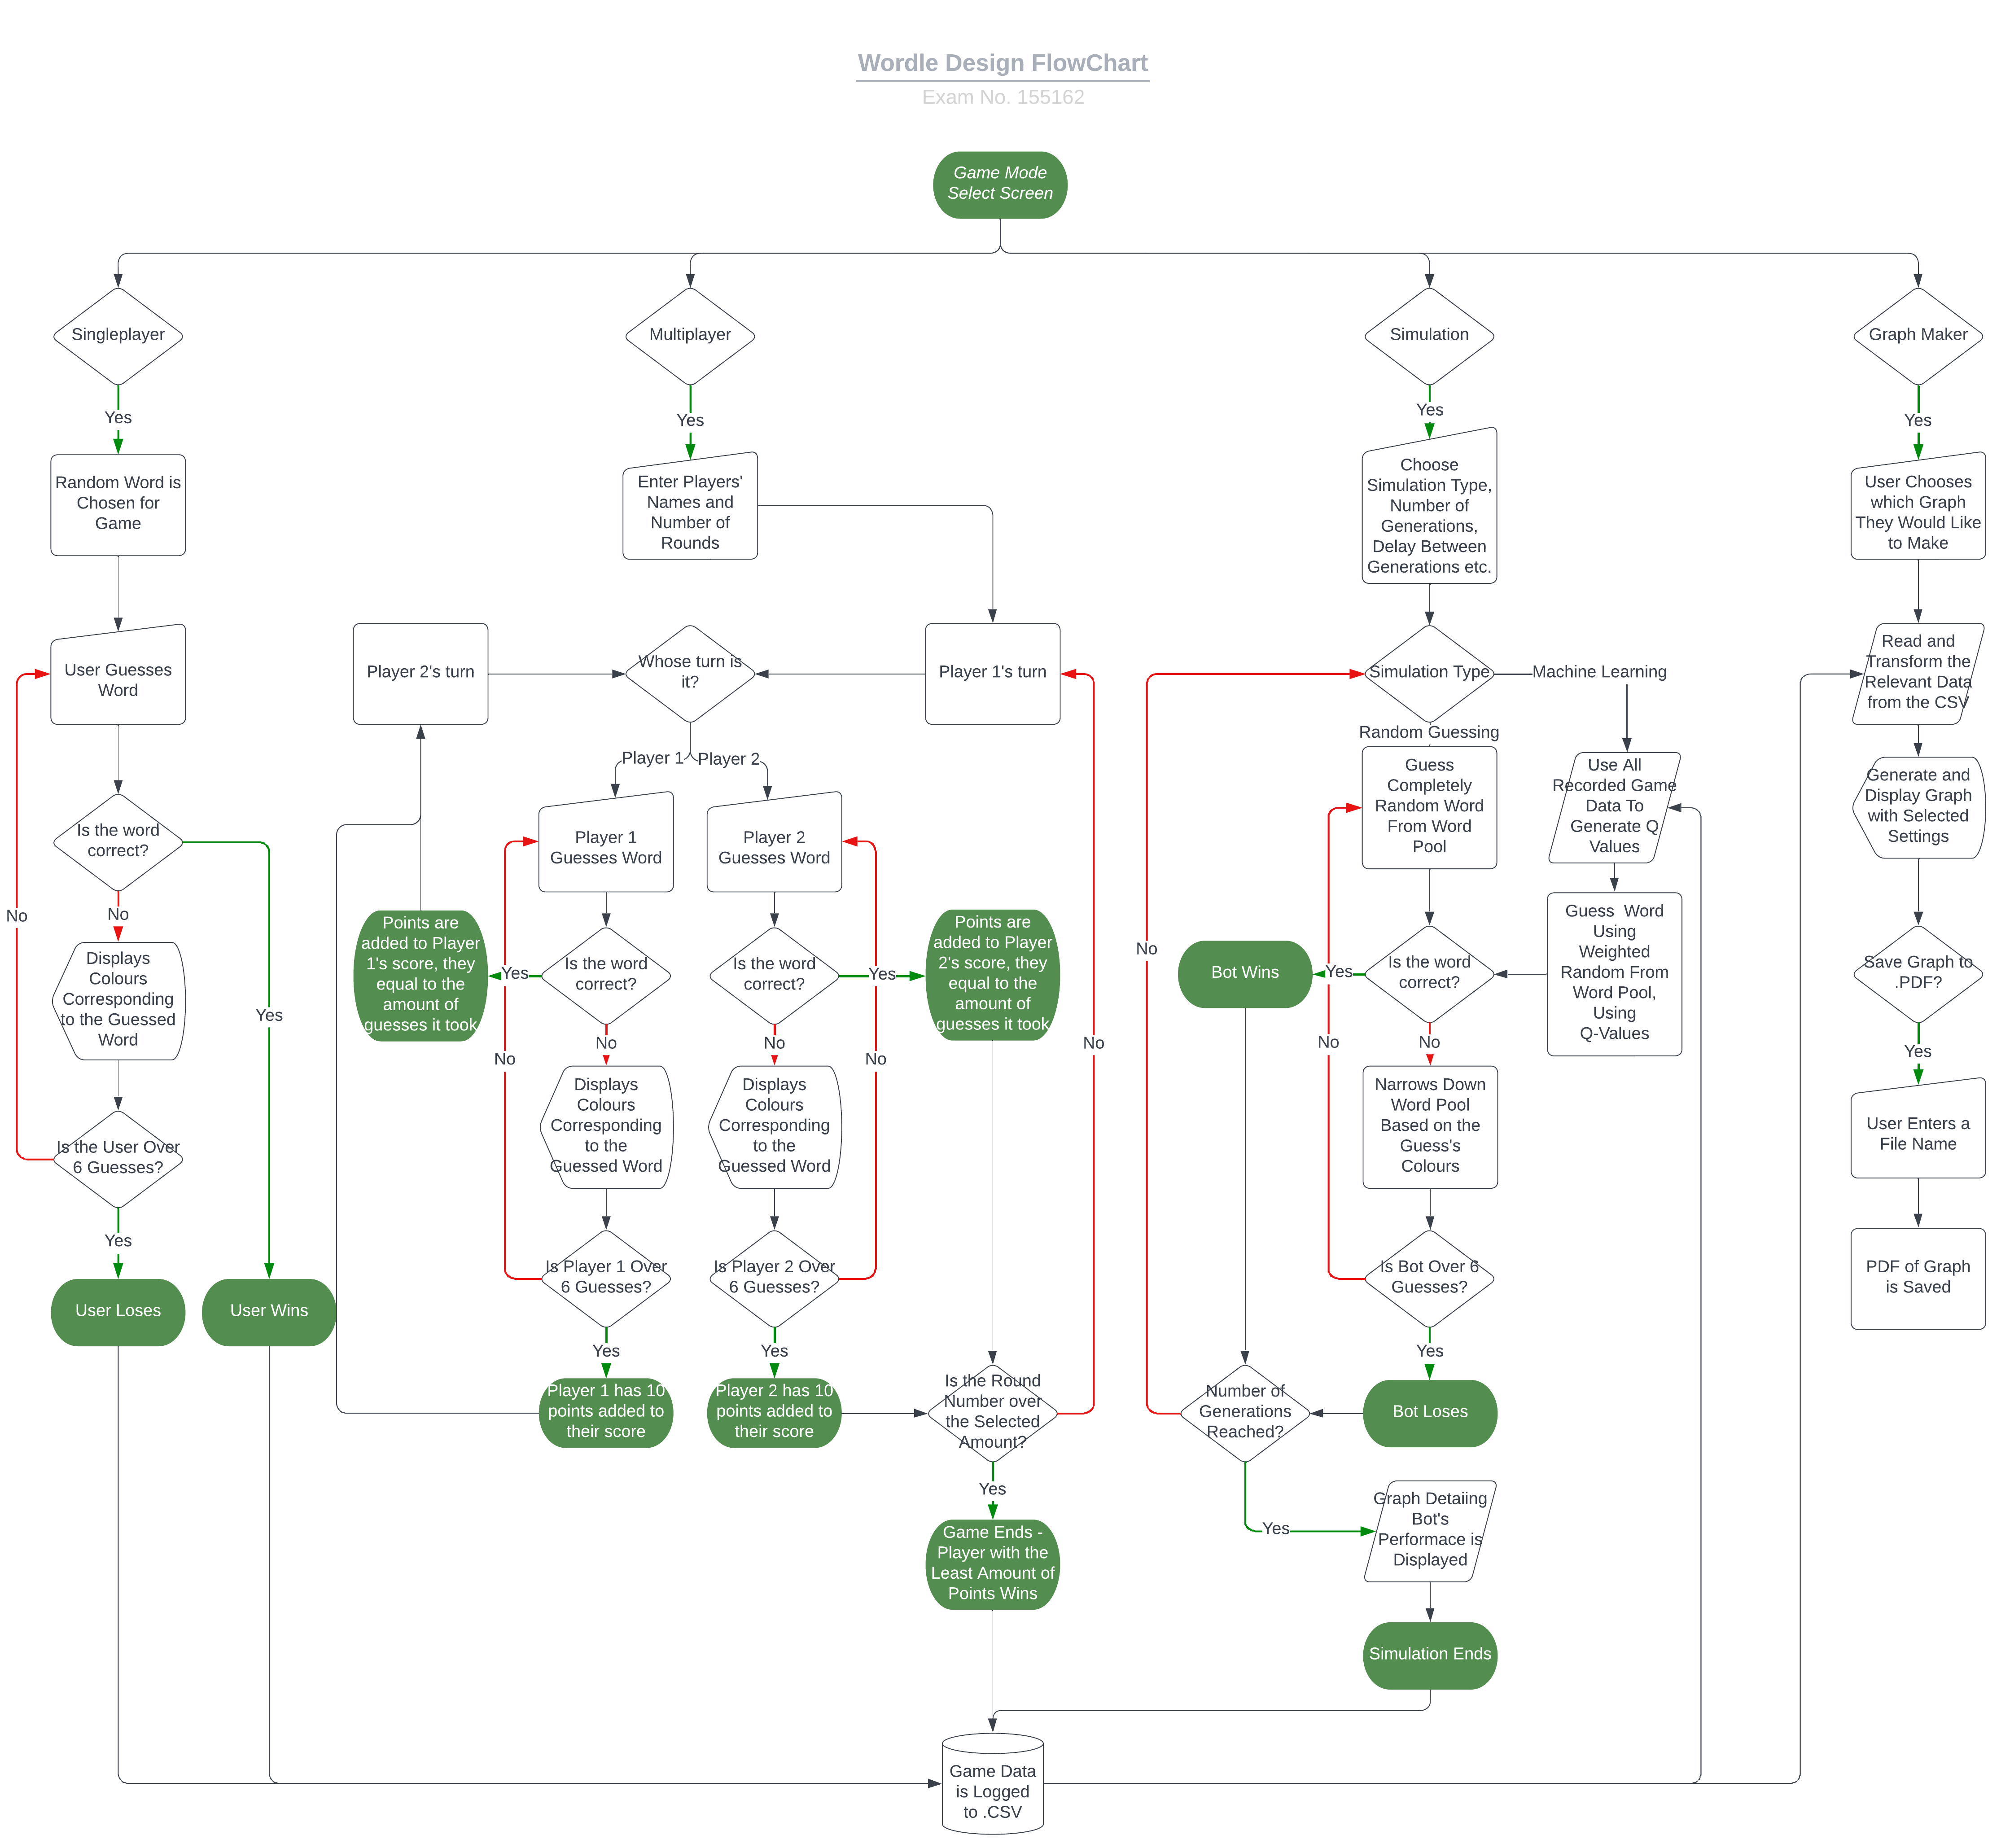 Wordle Design FlowChart
Exam No. 155162
Game Mode
Select Screen
Singleplayer
Yes
Random Word is
Chosen for
Game
User Guesses
Word
Is the word
correct?
No
Displays
Colours
Corresponding
to the Guessed
Word
Is the User Over
6 Guesses?
No
Yes
User Loses
Yes
User Wins
Multiplayer
Yes
Enter Players'
Names and
Number of
Rounds
Player 2's turn
Whose turn is
it?
Player 1's turn
Player 1
Player 2
Player 1
Guesses Word
Player 2
Guesses Word
Points are
added to Player
1's score, they
equal to the
amount of
guesses it took
Yes
Is the word
correct?
Is the word
correct?
Yes
Points are
added to Player
2's score, they
equal to the
amount of
guesses it took
No
No
No
No
No
Displays
Colours
Corresponding
to the
Guessed Word
Displays
Colours
Corresponding
to the
Guessed Word
Is Player 1 Over
6 Guesses?
Is Player 2 Over
6 Guesses?
Yes
Yes
Player 1 has 10
points added to
their score
Player 2 has 10
points added to
their score
Is the Round
Number over
the Selected
Amount?
Yes
Game Ends -
Player with the
Least Amount of
Points Wins
Simulation
Yes
Choose
Simulation Type,
Number of
Generations,
Delay Between
Generations etc.
Simulation Type
Machine Learning
Random Guessing
Guess
Completely
Random Word
From Word
Pool
Use All
Recorded Game
Data To
Generate Q
Values
Guess Word
Using
Weighted
Random From
Word Pool,
Using
Q-Values
No
Bot Wins
Yes
Is the word
correct?
No
No
Narrows Down
Word Pool
Based on the
Guess's
Colours
Is Bot Over 6
Guesses?
Yes
Bot Loses
Number of
Generations
Reached?
Yes
Graph Detaiing
Bot's
Performace is
Displayed
Simulation Ends
Game Data
is Logged
to .CSV
Graph Maker
Yes
User Chooses
which Graph
They Would Like
to Make
Read and
Transform the
Relevant Data
from the CSV
Generate and
Display Graph
with Selected
Settings
Save Graph to
.PDF?
Yes
User Enters a
File Name
PDF of Graph
is Saved